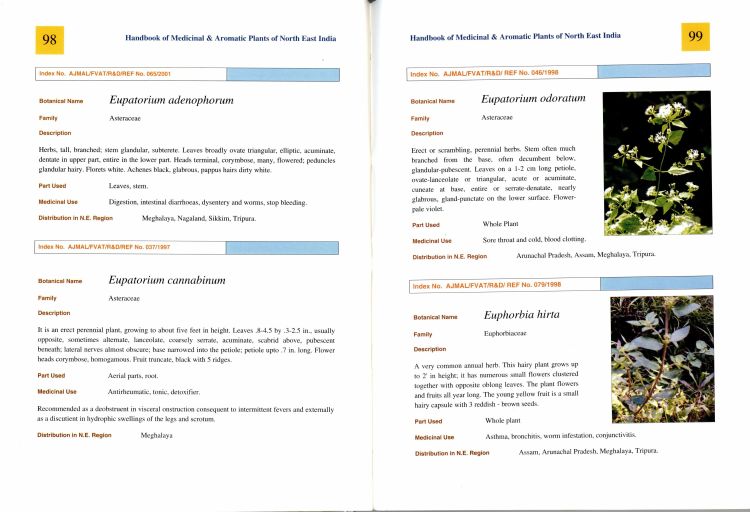 98
Handbook of Medicinal & Aromatic Plants of North East India
Index No. AJMAL/FVAT/R&D/REF No. 065/2001
Botanical Name Eupatorium adenophorum
Family Asteraceae
Description
Herbs, tall, branched; stem glandular, subterete. Leaves broadly ovate triangular, elliptic, acuminate,
dentate in upper part, entire in the lower part. Heads terminal, corymbose, many, flowered; peduncles
glandular hairy. Florets white. Achenes black, glabrous, pappus hairs dirty white.
Part Used Leaves, stem.
Medicinal Use Digestion, intestinal diarrhoeas, dysentery and worms, stop bleeding.
Distribution in N.E. Region Meghalaya, Nagaland, Sikkim, Tripura.
Index No. AJMAL/FVAT/R&D/REF No. 037/1997
Botanical Name Eupatorium cannabinum
Family Asteraceae
Description
It is an erect perennial plant, growing to about five feet in height. Leaves .8-4.5 by .3-2.5 in., usually
opposite, sometimes alternate, lanceolate, coarsely serrate, acuminate, scabrid above, pubescent
beneath; lateral nerves almost obscure; base narrowed into the petiole; petiole upto .7 in. long. Flower
heads corymbose, homogamous. Fruit truncate, black with 5 ridges.
Part Used Aerial parts, root.
Medicinal Use Antirheumatic, tonic, detoxifier.
Recommended as a deobstruent in visceral construction consequent to intermittent fevers and externally
as a discutient in hydrophic swellings of the legs and scrotum.
Distribution in N.E. Region Meghalaya
Handbook of Medicinal & Aromatic Plants of North East India
99
Index No. AJMAL/FVAT/R&D/ REF No. 046/1998
Botanical Name Eupatorium odoratum
Family Asteraceae
Description
Erect or scrambling, perennial herbs. Stem often much
branched from the base, often decumbent below,
glandular-pubescent. Leaves on a 1-2 cm long petiole,
ovate-lanceolate or triangular, acute or acuminate,
cuneate at base, entire or serrate-denatate, nearly
glabrous, gland-punctate on the lower surface. Flower-
pale violet.
Part Used Whole Plant
Medicinal Use Sore throat and cold, blood clotting.
Distribution in N.E. Region Arunachal Pradesh, Assam, Meghalaya, Tripura.
Index No. AJMAL/FVAT/R&D/ REF No. 079/1998
Botanical Name Euphorbia hirta
Family Euphorbiaceae
Description
A very common annual herb. This hairy plant grows up
to 2' in height; it has numerous small flowers clustered
together with opposite oblong leaves. The plant flowers
and fruits all year long. The young yellow fruit is a small
hairy capsule with 3 reddish - brown seeds.
Part Used Whole plant
Medicinal Use Asthma, bronchitis, worm infestation, conjunctivitis.
Distribution in N.E. Region Assam, Arunachal Pradesh, Meghalaya, Tripura.